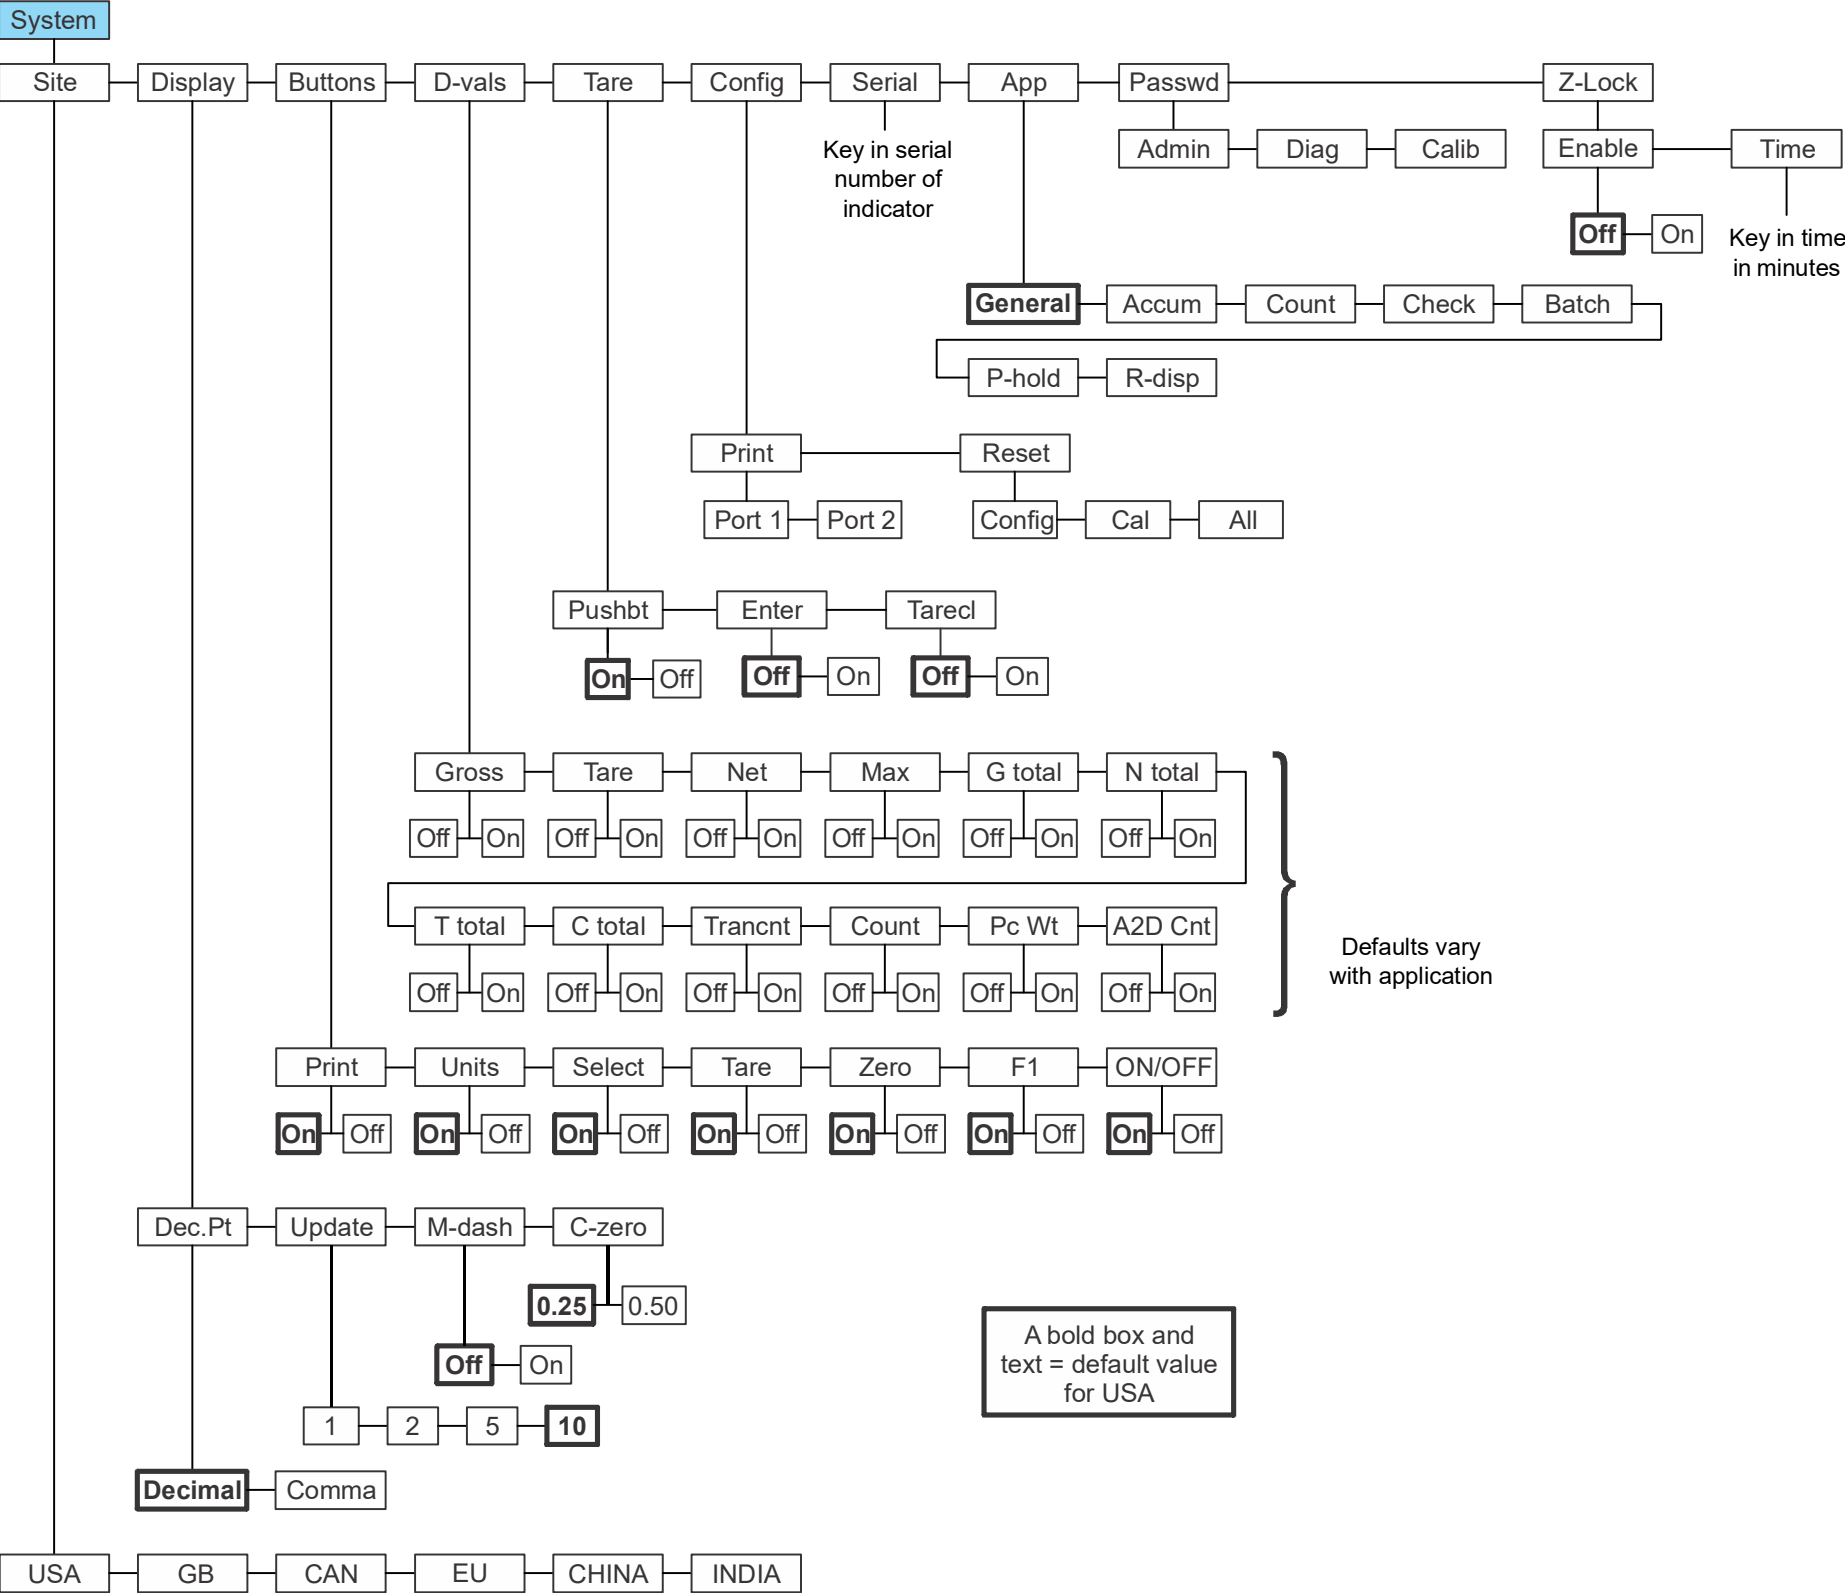 System
Site Display Buttons D-vals Tare Config Serial App Passwd Z-Lock
Key in serial
number of
indicator
Admin Diag Calib Enable Time
Off On
Key in time
in minutes
General Accum Count Check Batch
P-hold R-disp
Print Reset
Port 1 Port 2 Config Cal All
Pushbt Enter Tarecl
On Off Off On Off On
Gross Tare Net Max G total N total
Off On Off On Off On Off On Off On Off On
T total C total Trancnt Count Pc Wt A2D Cnt
Off On Off On Off On Off On Off On Off On
Defaults vary
with application
Print Units Select Tare Zero F1 ON/OFF
On Off On Off On Off On Off On Off On Off On Off
Dec.Pt Update M-dash C-zero
0.25 0.50
Off On
1 2 5 10
Decimal Comma
A bold box and
text = default value
for USA
USA GB CAN EU CHINA INDIA